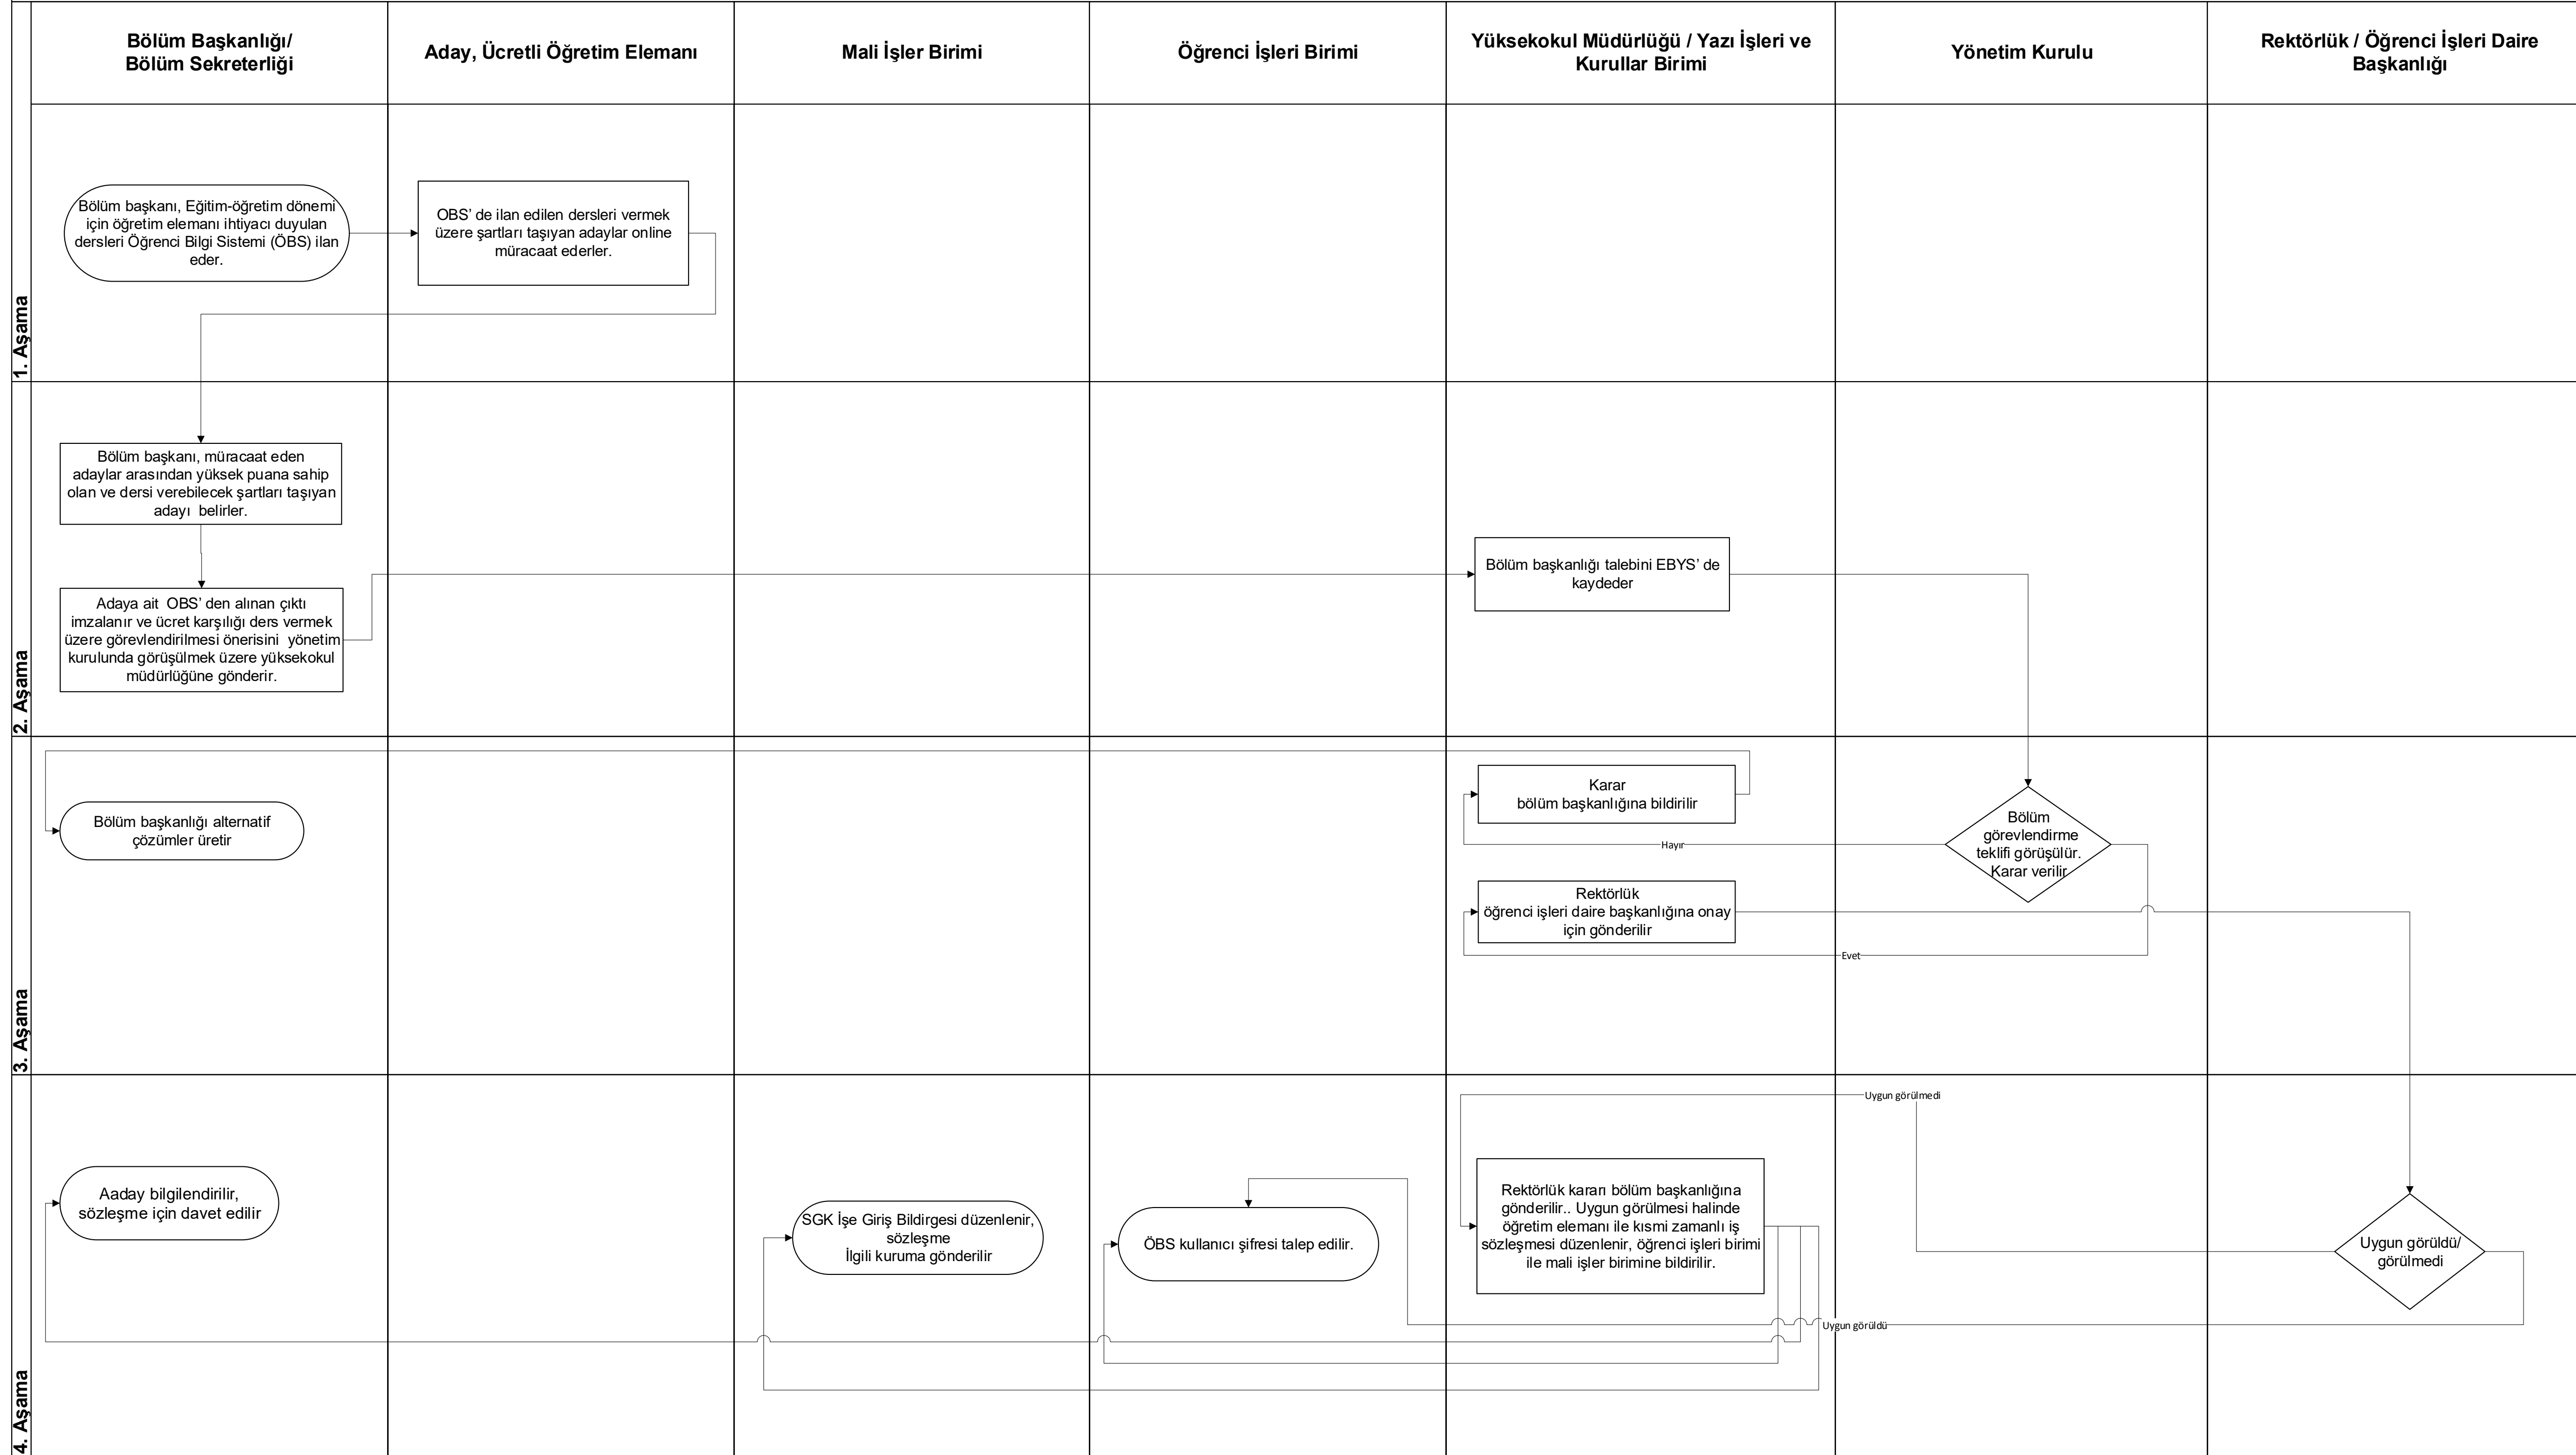 Bölüm Başkanlığı/
Bölüm Sekreterliği
Aday, Ücretli Öğretim Elemanı
Mali İşler Birimi
Öğrenci İşleri Birimi
Yüksekokul Müdürlüğü / Yazı İşleri ve
Kurullar Birimi
Yönetim Kurulu
Rektörlük / Öğrenci İşleri Daire
Başkanlığı
1. Aşama
Bölüm başkanı, Eğitim-öğretim dönemi
için öğretim elemanı ihtiyacı duyulan
dersleri Öğrenci Bilgi Sistemi (ÖBS) ilan
eder.
OBS’ de ilan edilen dersleri vermek
üzere şartları taşıyan adaylar online
müracaat ederler.
2. Aşama
Bölüm başkanı, müracaat eden
adaylar arasından yüksek puana sahip
olan ve dersi verebilecek şartları taşıyan
adayı belirler.
Adaya ait OBS’ den alınan çıktı
imzalanır ve ücret karşılığı ders vermek
üzere görevlendirilmesi önerisini yönetim
kurulunda görüşülmek üzere yüksekokul
müdürlüğüne gönderir.
Bölüm başkanlığı talebini EBYS’ de
kaydeder
3. Aşama
Bölüm başkanlığı alternatif
çözümler üretir
Karar
bölüm başkanlığına bildirilir
Hayır
Bölüm
görevlendirme
teklifi görüşülür.
Karar verilir
Rektörlük
öğrenci işleri daire başkanlığına onay
için gönderilir
Evet
4. Aşama
Uygun görülmedi
Aaday bilgilendirilir,
sözleşme için davet edilir
SGK İşe Giriş Bildirgesi düzenlenir,
sözleşme
İlgili kuruma gönderilir
ÖBS kullanıcı şifresi talep edilir.
Rektörlük kararı bölüm başkanlığına
gönderilir.. Uygun görülmesi halinde
öğretim elemanı ile kısmi zamanlı iş
sözleşmesi düzenlenir, öğrenci işleri birimi
ile mali işler birimine bildirilir.
Uygun görüldü/
görülmedi
Uygun görüldü